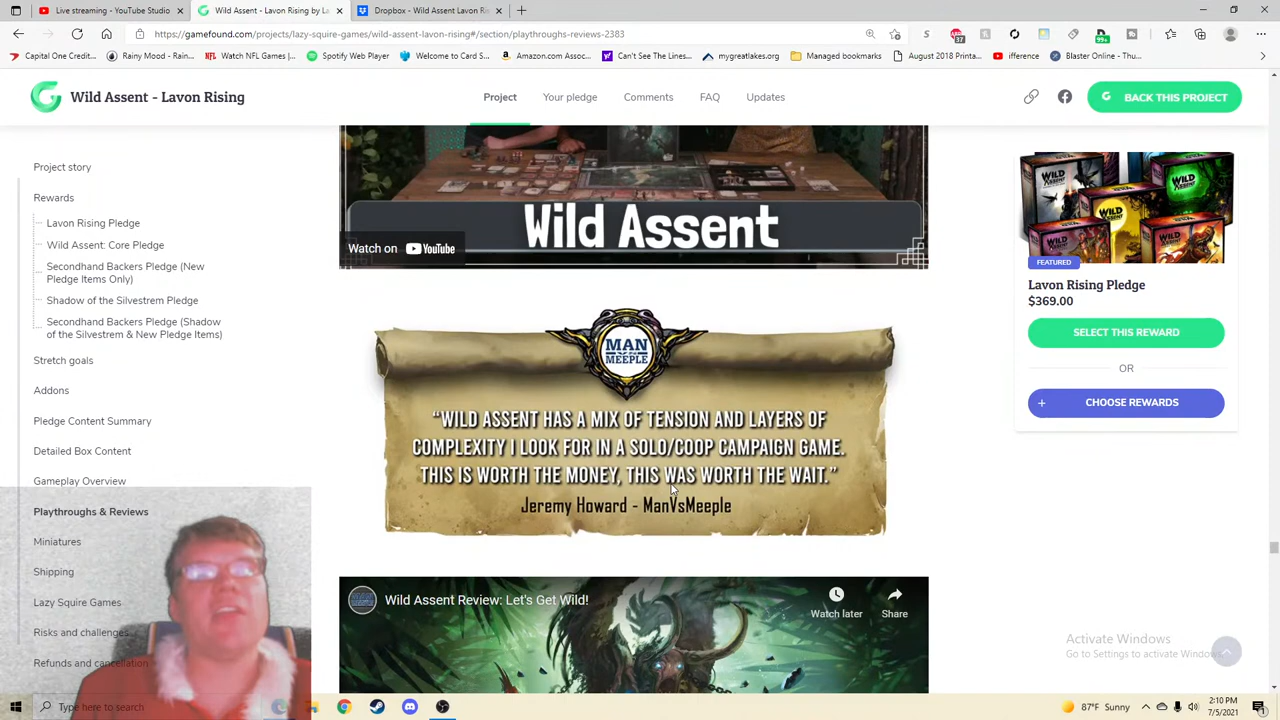 Live streaming - YouTube Studio
Wild Assent - Lavon Rising by L
Dropbox - Wild Assent Lavon Ris
https://gamefound.com/projects/lazy-squire-games/wild-assent-lavon-rising#/section/playthroughs-reviews-2383
Capital One Credit...
Rainy Mood - Rain...
Watch NFL Games |...
Spotify Web Player
Welcome to Card S...
Amazon.com Assoc...
Can't See the Lines...
mygreatlakes.org
Managed bookmarks
August 2018 Printa...
ifference
Blaster Online - Thu...
Wild Assent - Lavon Rising
Project
Your pledge
Comments
FAQ
Updates
BACK THIS PROJECT
Project story
Rewards
Lavon Rising Pledge
Wild Assent: Core Pledge
Secondhand Backers Pledge (New
Pledge Items Only)
Shadow of the Silvestrem Pledge
Secondhand Backers Pledge (Shadow
of the Silvestrem & New Pledge Items)
Stretch goals
Addons
Pledge Content Summary
Detailed Box Content
Gameplay Overview
Playthroughs & Reviews
Miniatures
Shipping
Lazy Squire Games
Risks and challenges
Refunds and cancellation
Wild Assent
Watch on YouTube
MAN
MEEPLE
"WILD ASSENT HAS A MIX OF TENSION AND LAYERS OF
COMPLEXITY I LOOK FOR IN A SOLO/COOP CAMPAIGN GAME.
THIS IS WORTH THE MONEY, THIS WAS WORTH THE WAIT."
Jeremy Howard - ManVsMeeple
Wild Assent Review: Let's Get Wild!
Watch later
Share
WILD ASSENT
FEATURED
Lavon Rising Pledge
$369.00
SELECT THIS REWARD
OR
+ CHOOSE REWARDS
Activate Windows
Go to Settings to activate Windows.
Type here to search
87°F Sunny
2:10 PM
7/5/2021